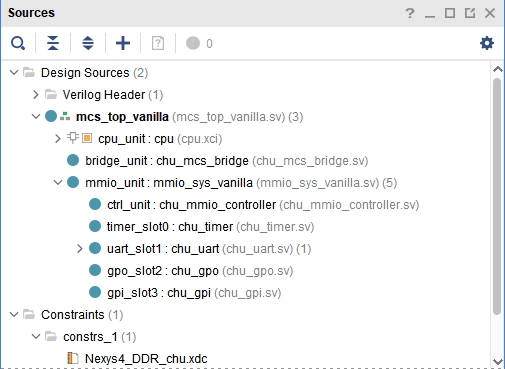 Sources
0
Design Sources (2)
Verilog Header (1)
mcs_top_vanilla (mcs_top_vanilla.sv) (3)
cpu_unit : cpu (cpu.xci)
bridge_unit : chu_mcs_bridge (chu_mcs_bridge.sv)
mmio_unit : mmio_sys_vanilla (mmio_sys_vanilla.sv) (5)
ctrl_unit : chu_mmio_controller (chu_mmio_controller.sv)
timer_slot0 : chu_timer (chu_timer.sv)
uart_slot1 : chu_uart (chu_uart.sv) (1)
gpo_slot2 : chu_gpo (chu_gpo.sv)
gpi_slot3 : chu_gpi (chu_gpi.sv)
Constraints (1)
constrs_1 (1)
Nexys4_DDR_chu.xdc